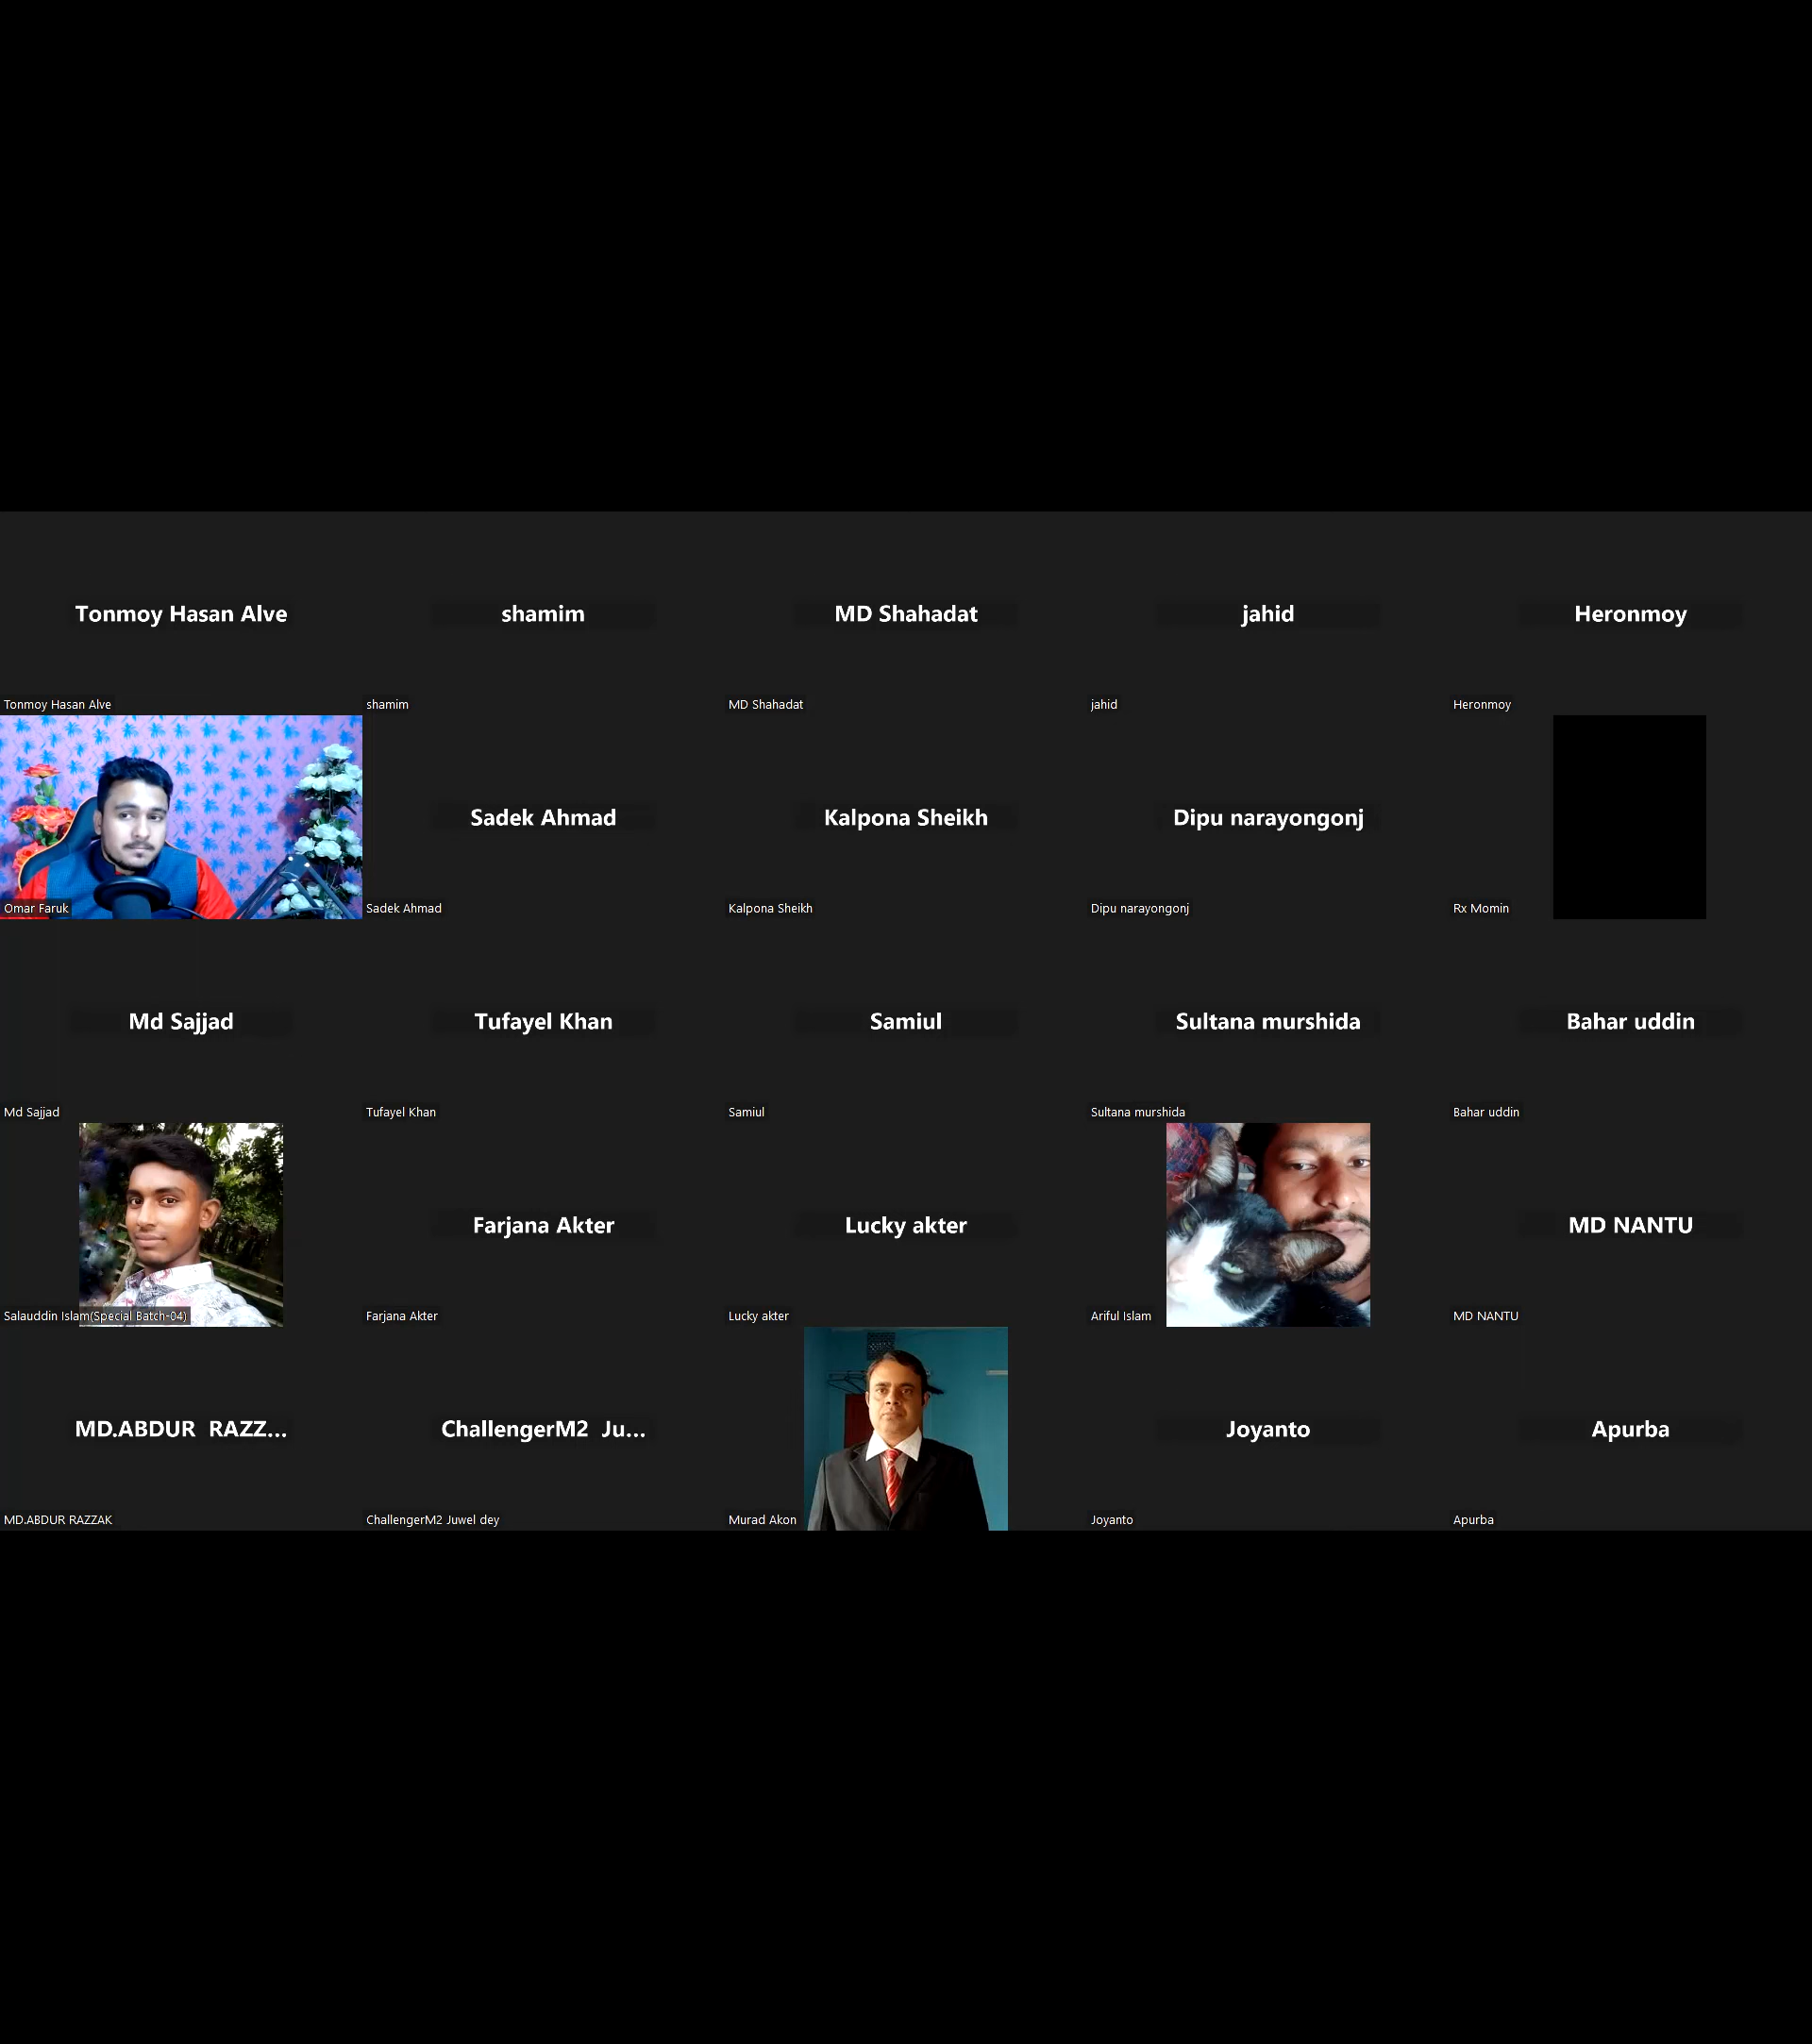 Tonmoy Hasan Alve
shamim
MD Shahadat
jahid
Heronmoy
Tonmoy Hasan Alve
shamim
MD Shahadat
jahid
Heronmoy
Sadek Ahmad
Kalpona Sheikh
Dipu narayongonj
Omar Faruk
Sadek Ahmad
Kalpona Sheikh
Dipu narayongonj
Rx Momin
Md Sajjad
Tufayel Khan
Samiul
Sultana murshida
Bahar uddin
Md Sajjad
Tufayel Khan
Samiul
Sultana murshida
Bahar uddin
Farjana Akter
Lucky akter
MD NANTU
Salauddin Islam(Special Batch-04)
Farjana Akter
Lucky akter
Ariful Islam
MD NANTU
MD.ABDUR RAZZ...
ChallengerM2 Ju...
Joyanto
Apurba
MD.ABDUR RAZZAK
ChallengerM2 Juwel dey
Murad Akon
Joyanto
Apurba